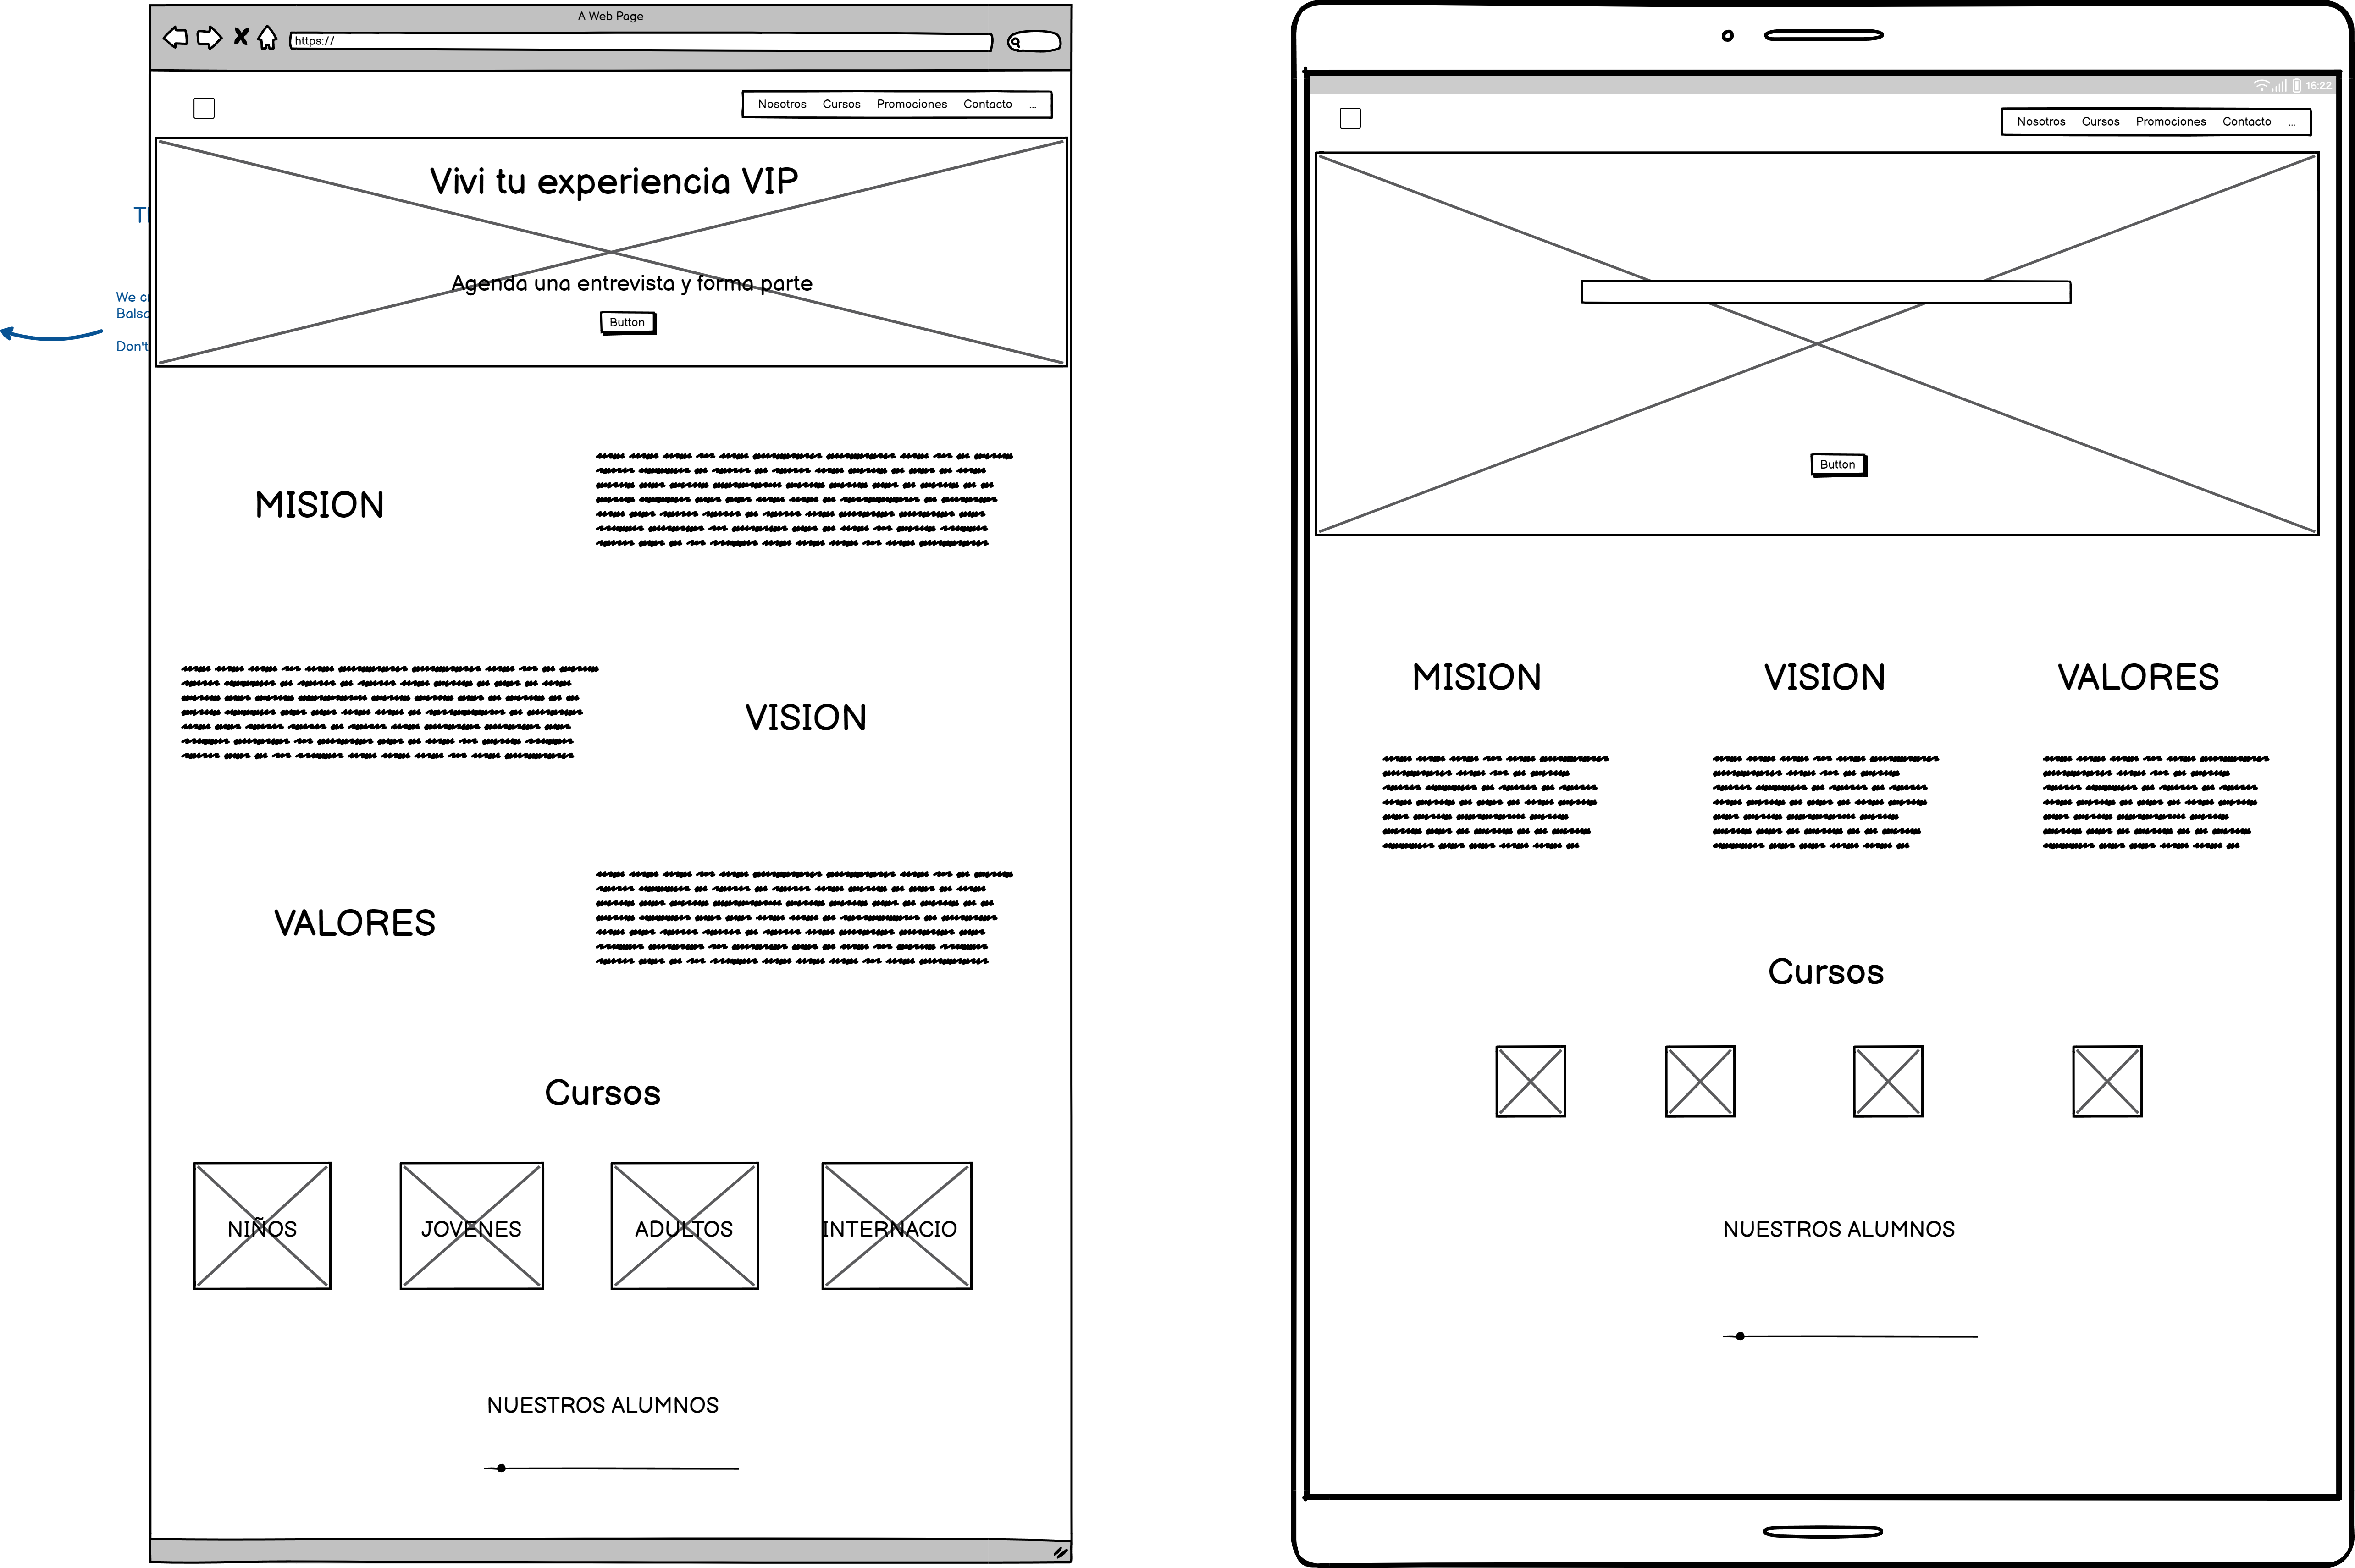 A Web Page
https://
Nosotros Cursos Promociones Contacto ...
Vivi tu experiencia VIP
Agenda una entrevista y forma parte
Button
We
Don't
MISION
VISION
VALORES
Cursos
NIÑOS JOVENES ADULTOS INTERNACIO
NUESTROS ALUMNOS
16:22
Nosotros Cursos Promociones Contacto ...
Button
MISION VISION VALORES
Cursos
NUESTROS ALUMNOS